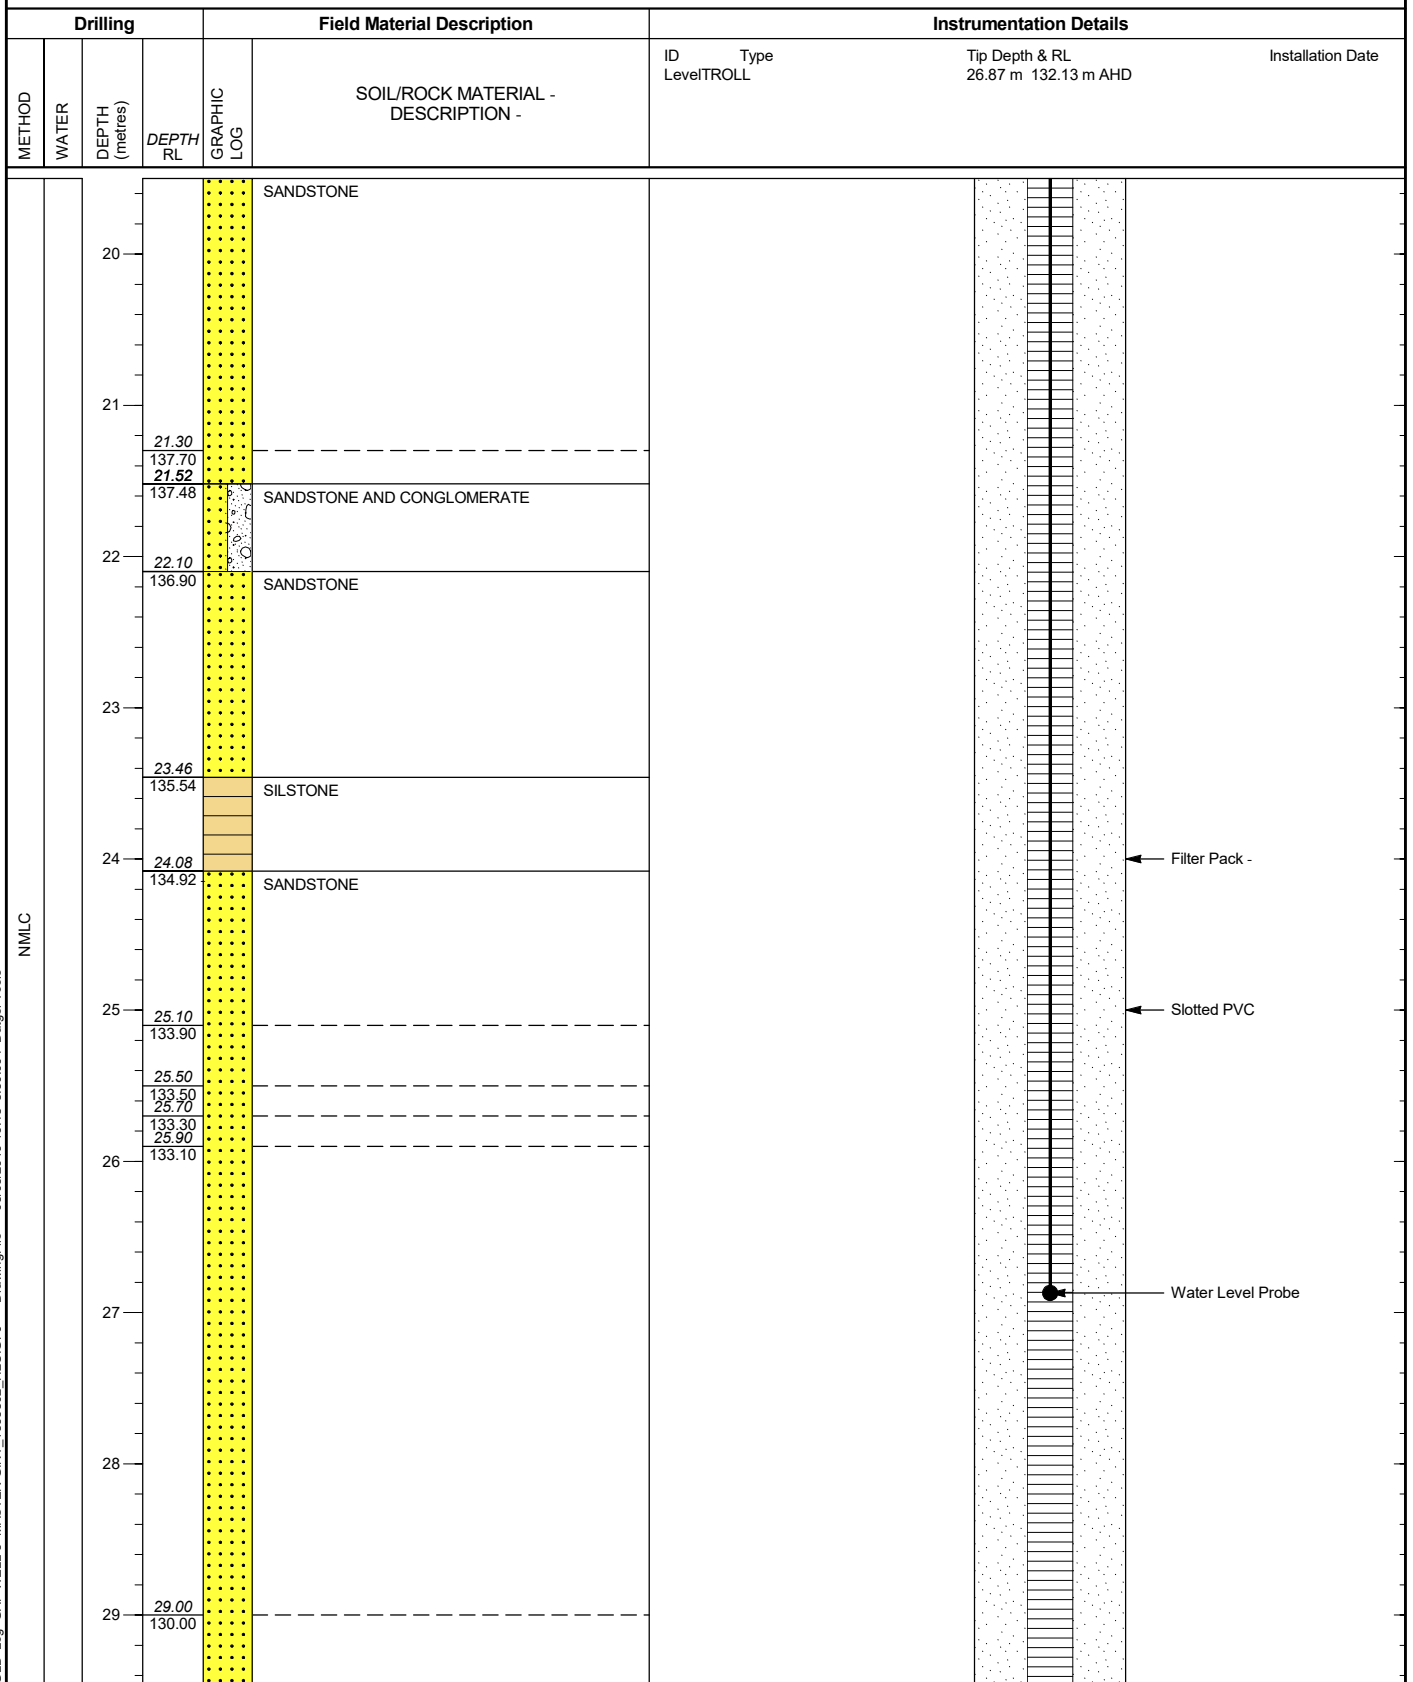 Drilling
Field Material Description
Instrumentation Details
METHOD
WATER
DEPTH
(metres)
DEPTH
RL
GRAPHIC
LOG
SOIL/ROCK MATERIAL -
DESCRIPTION -
ID Type Tip Depth & RL Installation Date
LevelTROLL 26.87 m 132.13 m AHD
SANDSTONE
20
21
21.30
137.70
21.52
137.48
SANDSTONE AND CONGLOMERATE
22
22.10
136.90
SANDSTONE
23
23.46
135.54
SILSTONE
24
24.08
Filter Pack -
134.92
SANDSTONE
NMLC
25
25.10
Slotted PVC
133.90
25.50
133.50
25.70
133.30
25.90
133.10
26
Water Level Probe
27
28
29
29.00
130.00